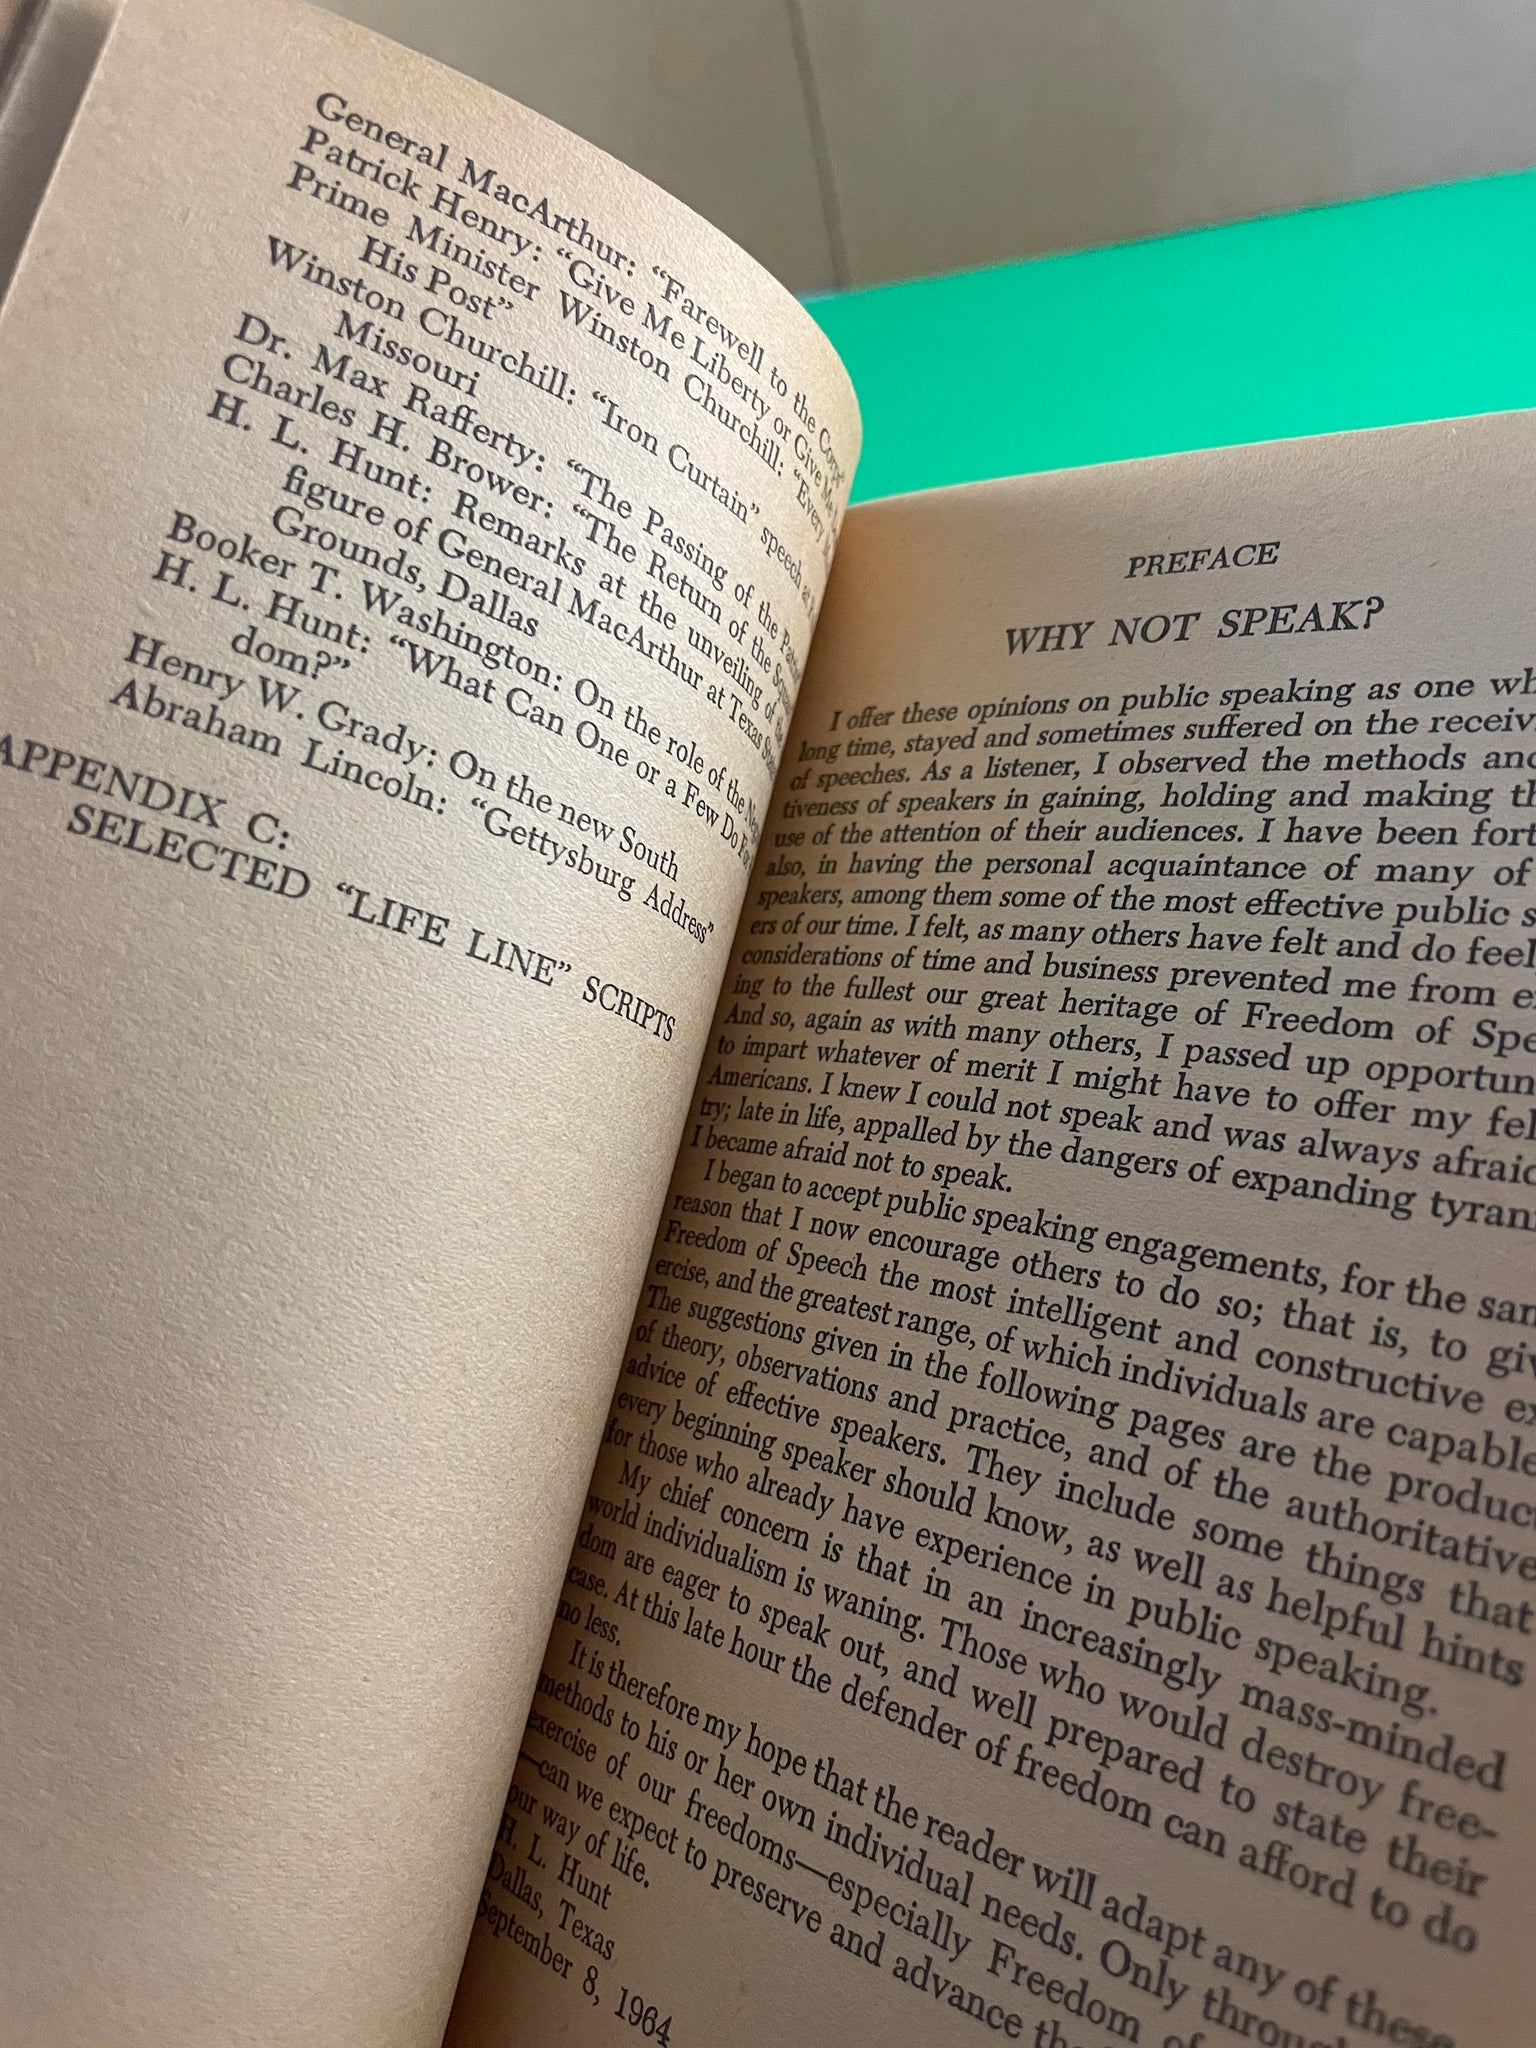 General MacArthur: "Farewell to the Corps"
Patrick Henry: "Give Me Liberty or Give Me
Prime Minister Winston Churchill: "Every
His Post"
Winston Churchill: "Iron Curtain" speech at
Missouri
Dr. Max Rafferty: "The Passing of the
Charles H. Brower: "The Return of the
H. L. Hunt: Remarks at the unveiling of the
figure of General MacArthur at Texas
Grounds, Dallas
Booker T. Washington: On the role of the
H. L. Hunt: "What Can One or a Few Do For
dom?"
Henry W. Grady: On the new South
Abraham Lincoln: "Gettysburg Address"
APPENDIX C:
SELECTED "LIFE LINE" SCRIPTS
PREFACE
WHY NOT SPEAK?
I offer these opinions on public speaking as one
long time, stayed and sometimes suffered on the
of speeches. As a listener, I observed the methods
tiveness of speakers in gaining, holding and making
use of the attention of their audiences. I have been
also, in having the personal acquaintance of many of
speakers, among them some of the most effective public
ers of our time. I felt, as many others have felt and do feel
considerations of time and business prevented me from
ing to the fullest our great heritage of Freedom of
And so, again as with many others, I passed up
to impart whatever of merit I might have to offer my
Americans. I knew I could not speak and was always
try; late in life, appalled by the dangers of expanding
I became afraid not to speak.
I began to accept public speaking engagements, for the
reason that I now encourage others to do so; that is, to
Freedom of Speech the most intelligent and constructive
ercise, and the greatest range, of which individuals are capable
The suggestions given in the following pages are the
of theory, observations and practice, and of the authoritative
advice of effective speakers. They include some things that
every beginning speaker should know, as well as helpful hints
for those who already have experience in public speaking.
My chief concern is that in an increasingly mass-minded
world individualism is waning. Those who would destroy free-
dom are eager to speak out, and well prepared to state their
case. At this late hour the defender of freedom can afford to do
no less.
It is therefore my hope that the reader will adapt any of these
methods to his or her own individual needs. Only
exercise of our freedoms—especially Freedom of
—can we expect to preserve and advance
our way of life.
H. L. Hunt
Dallas, Texas
September 8, 1964